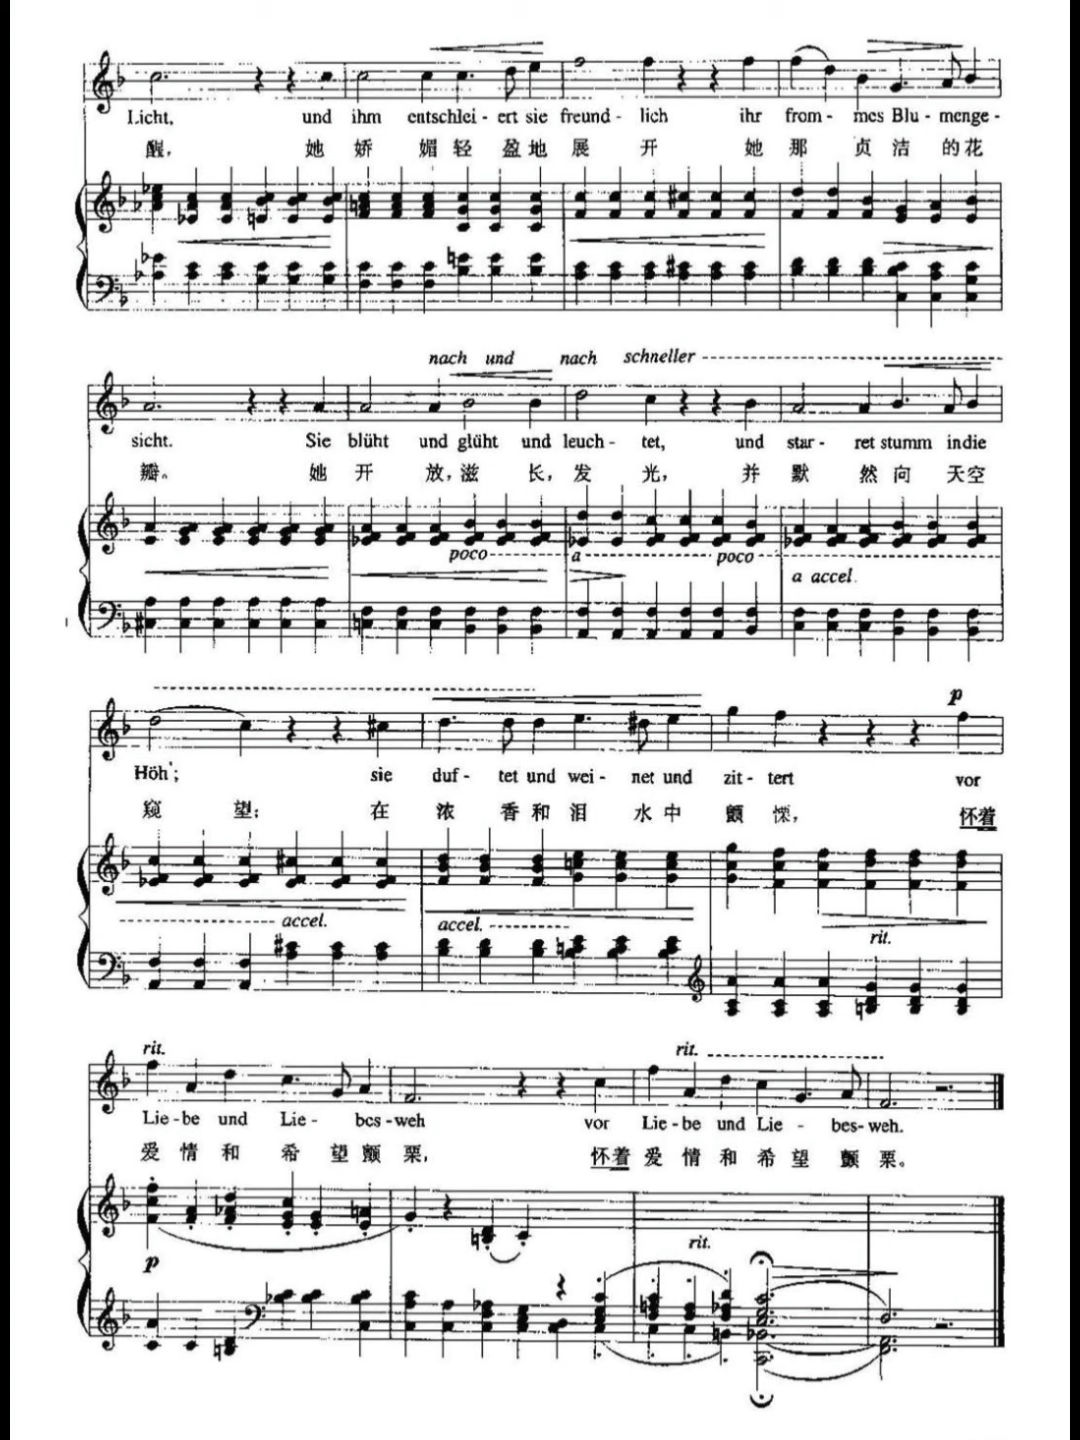 Licht, und ihm entschlei-ert sie freund-lich ihr from-mes Blu-menge-
醒, 她 娇 媚 轻 盈 地 展 开 她 那 贞 洁 的 花
nach und nach schneller
sicht. Sie blüht und glüht und leuch-tet, und star-ret stumm in die
瓣。 她 开 放, 滋 长, 发 光, 并 默 然 向 天 空
poco a poco
a accel.
p
Höh'; sie duf-tet und wei-net und zit-tert vor
窥 望; 在 浓 香 和 泪 水 中 颤 慄, 怀着
accel. accel.
rit.
rit. rit.
Lie-be und Lie-bes-weh vor Lie-be und Lie-bes-weh.
爱 情 和 希 望 颤 栗, 怀着 爱 情 和 希 望 颤 栗。
p
rit.